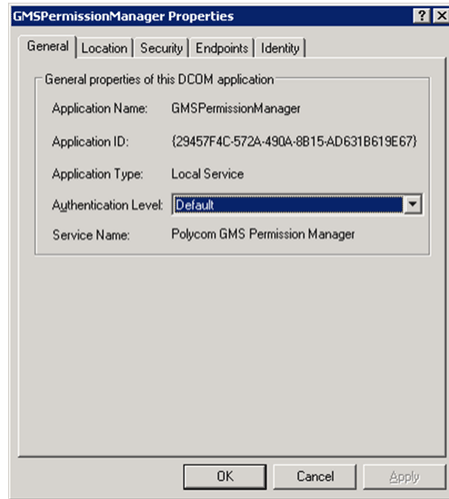 GMSPermissionManager Properties
General Location Security Endpoints Identity
General properties of this DCOM application
Application Name: GMSPermissionManager
Application ID: {29457F4C-572A-490A-8B15-AD631B619E67}
Application Type: Local Service
Authentication Level: Default
Service Name: Polycom GMS Permission Manager
OK Cancel Apply